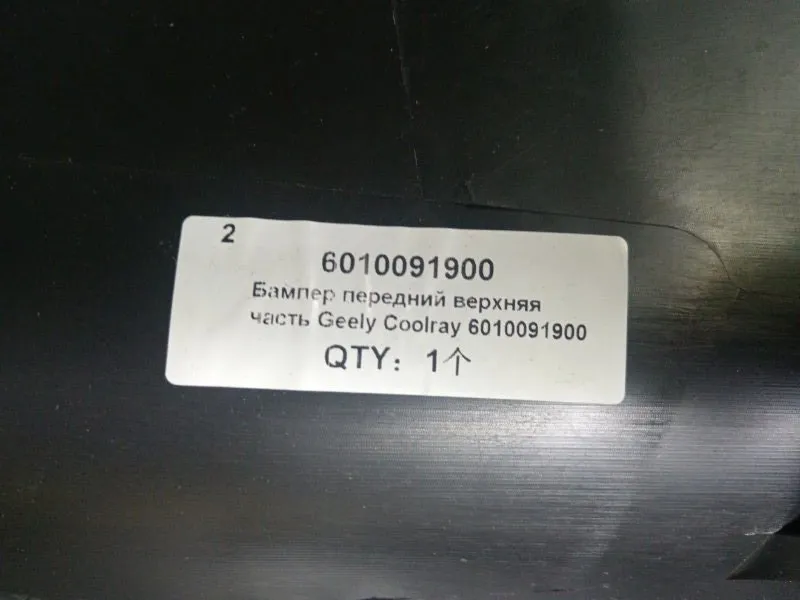 2
6010091900
Бампер передний верхняя
часть Geely Coolray 6010091900
QTY: 1个